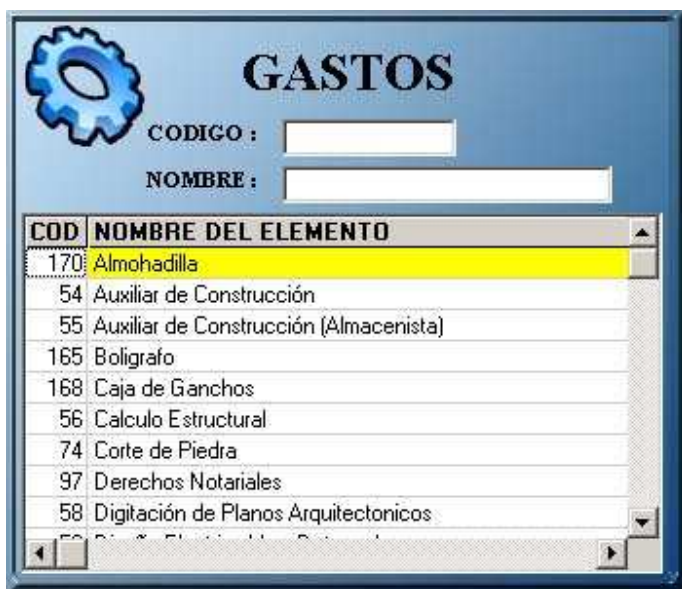 GASTOS
CODIGO :
NOMBRE :
COD NOMBRE DEL ELEMENTO
170 Almohadilla
54 Auxiliar de Construcción
55 Auxiliar de Construcción (Almacenista)
165 Boligrafo
168 Caja de Ganchos
56 Calculo Estructural
74 Corte de Piedra
97 Derechos Notariales
58 Digitación de Planos Arquitectonicos